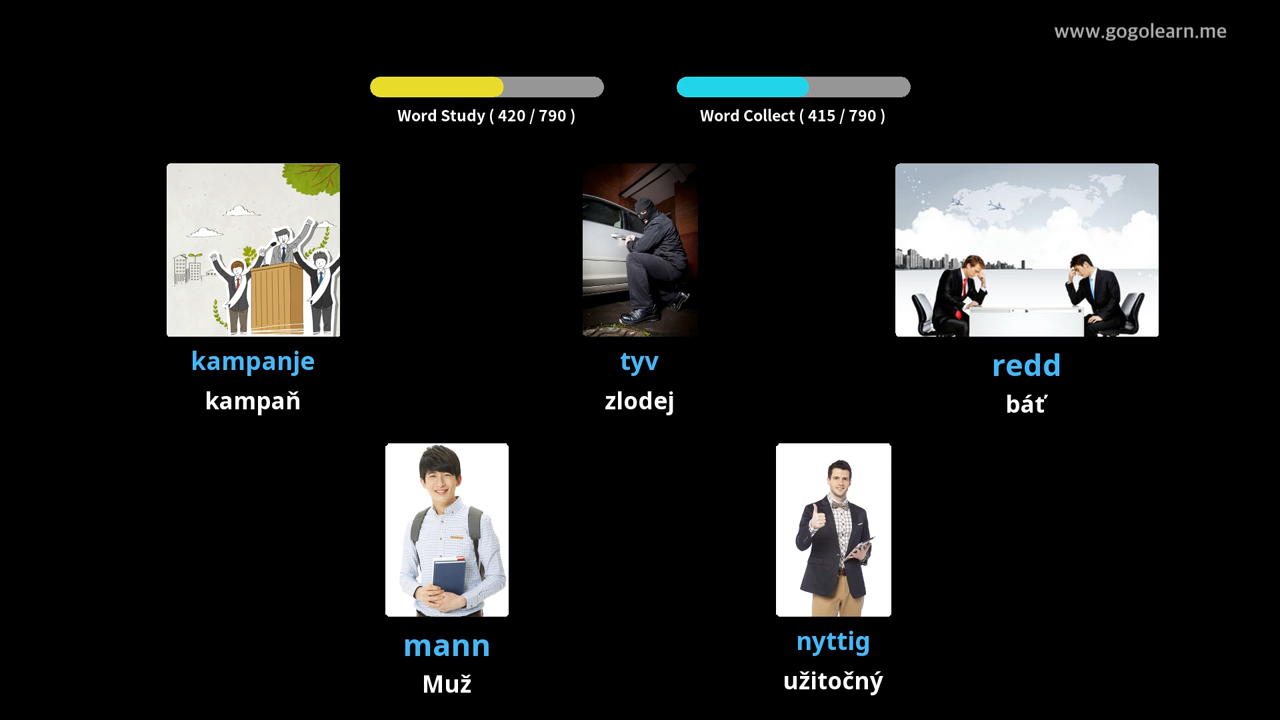 www.gogolearn.me
Word Study ( 420 / 790 )
Word Collect ( 415 / 790 )
kampanje
kampaň
tyv
zlodej
redd
báť
mann
Muž
nyttig
užitočný